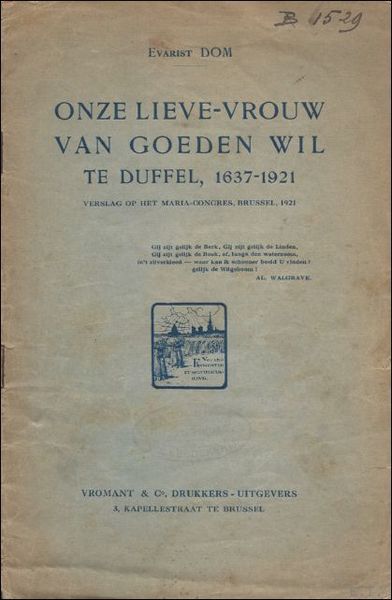 B 1529
EVARIST DOM
ONZE LIEVE-VROUW
VAN GOEDEN WIL
TE DUFFEL, 1637-1921
VERSLAG OP HET MARIA-CONGRES, BRUSSEL, 1921
Gij zijt gelijk de Berk, Gij zijt gelijk de Linden,
Gij zijt gelijk de Beuk, of, langs den waterzoom,
in't zilverkleed — waar kan ik schooner beeld U vinden?
gelijk de Wilgeboom!
AL. WALGRAVE.
VROMANT & Co, DRUKKERS-UITGEVERS
3, KAPELLESTRAAT TE BRUSSEL